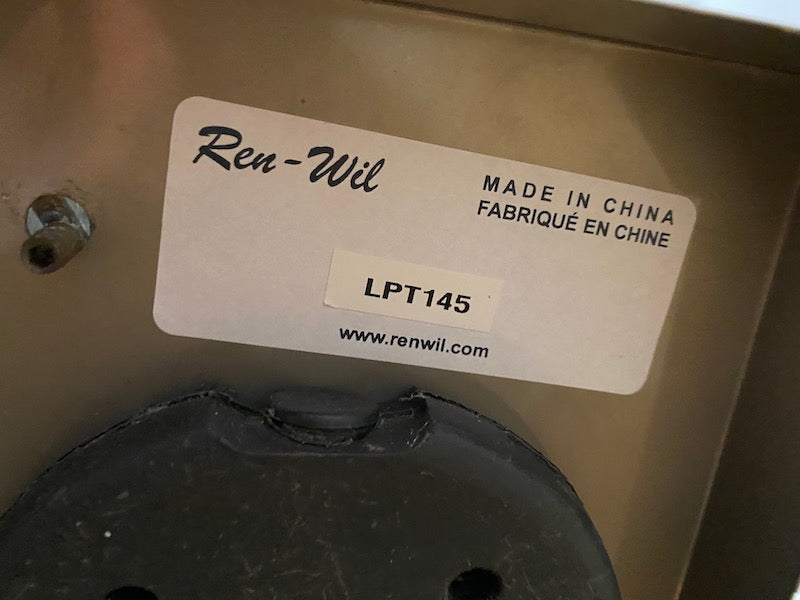 Ren-Wil
MADE IN CHINA
FABRIQUÉ EN CHINE
LPT145
www.renwil.com